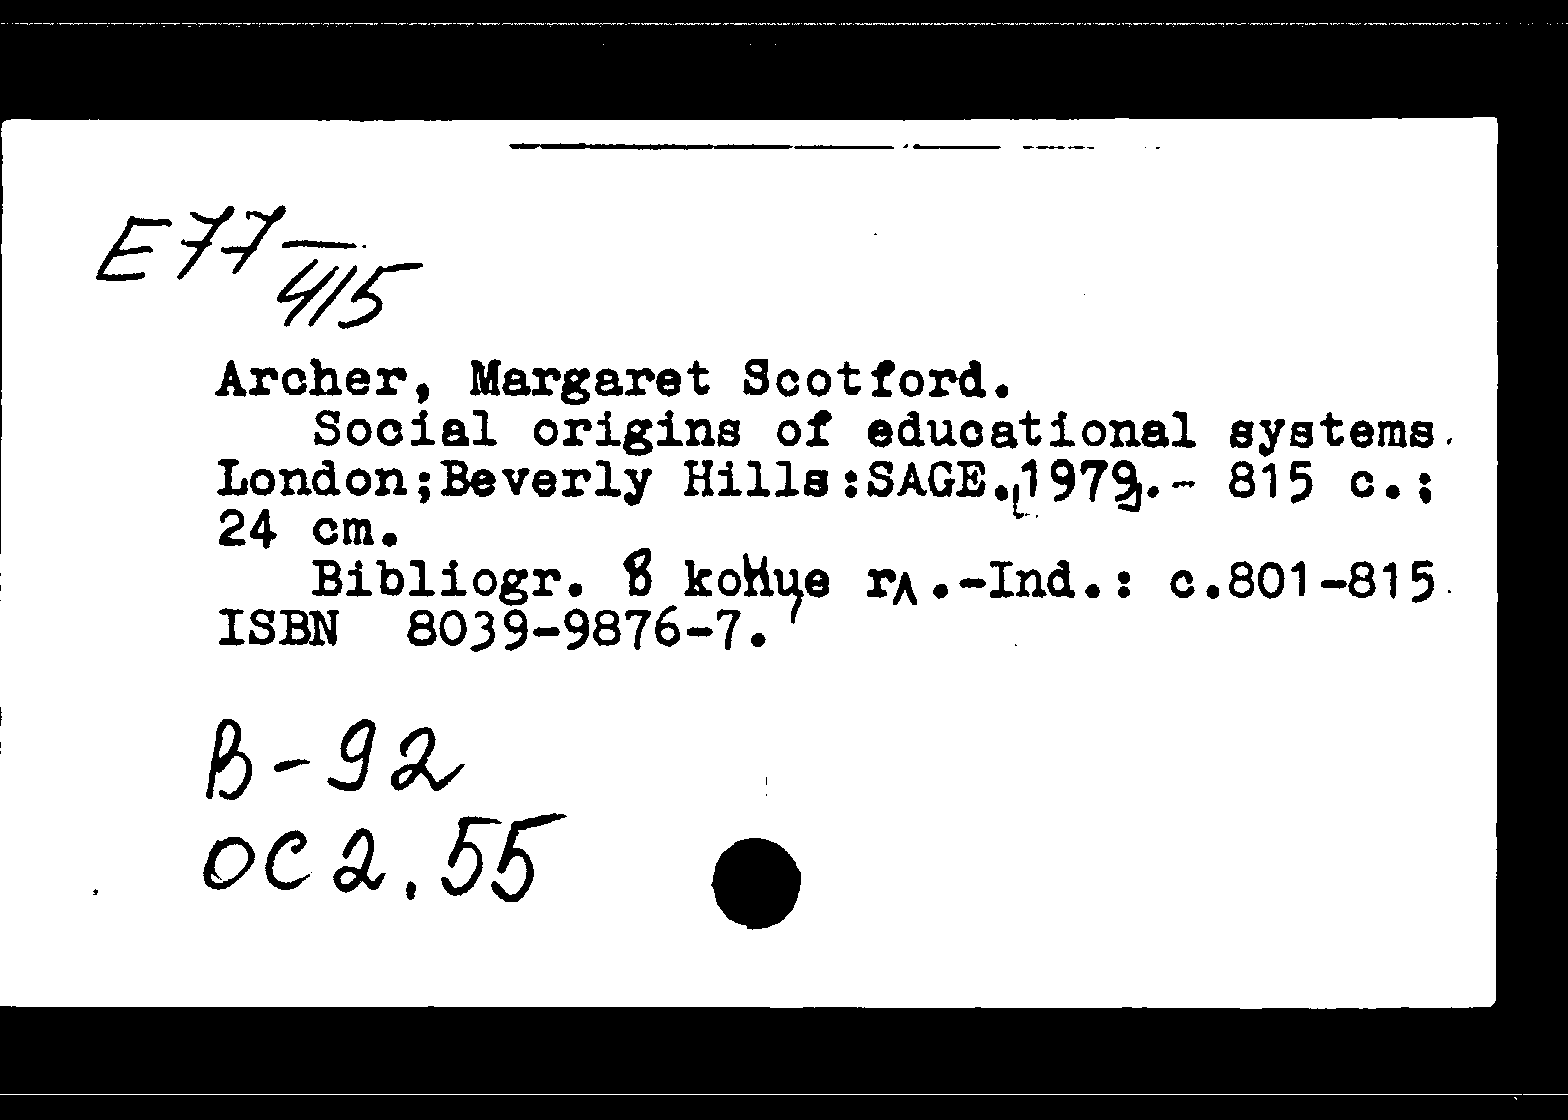 E77—
415
Archer, Margaret Scotford.
Social origins of educational systems.
London;Beverly Hills:SAGE.[1979].- 815 с.;
24 cm.
Bibliogr. в конце гл.-Ind.: с.801-815.
ISBN 8039-9876-7.
В-92
ОС2.55